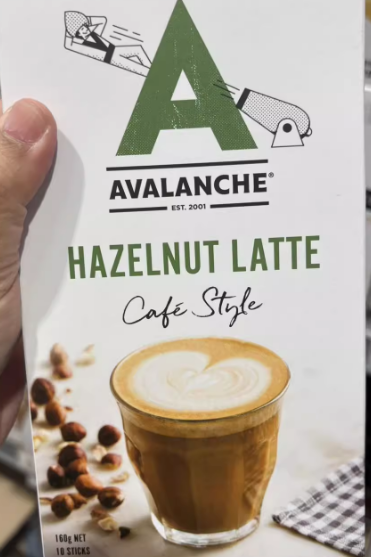 A
AVALANCHE®
EST. 2001
HAZELNUT LATTE
Café Style
160g NET
10 STICKS